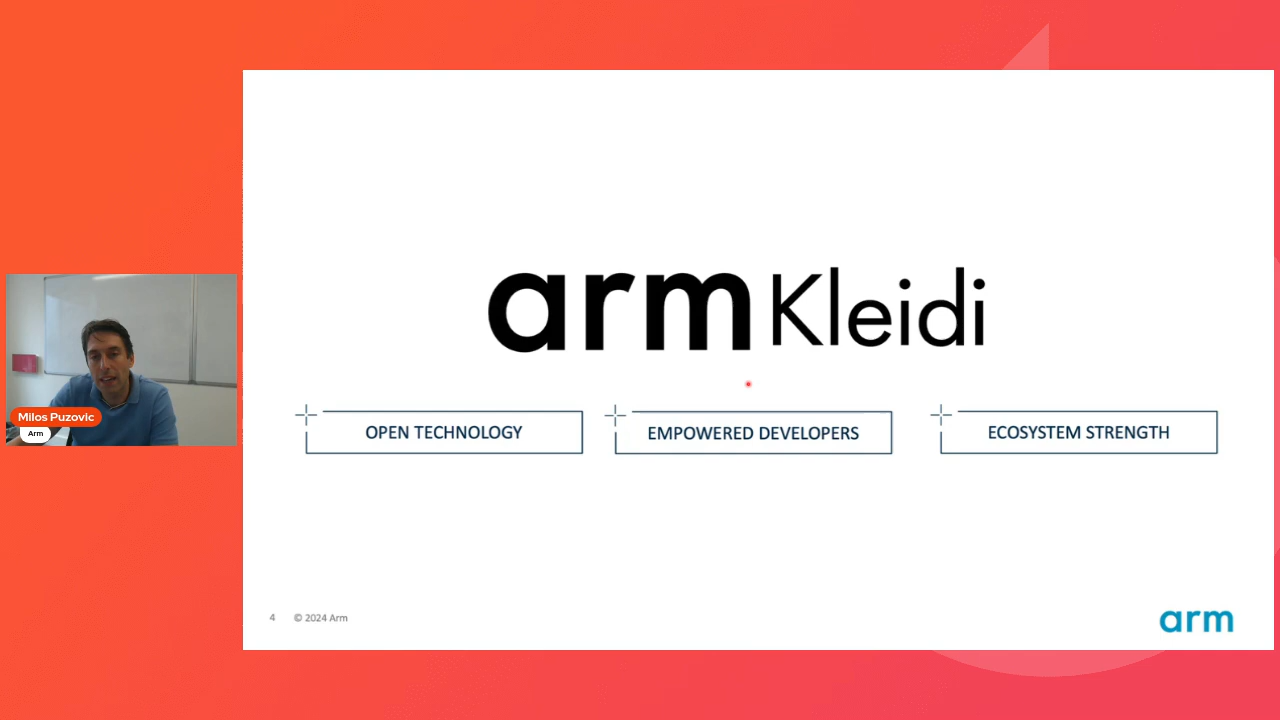 arm Kleidi
OPEN TECHNOLOGY
EMPOWERED DEVELOPERS
ECOSYSTEM STRENGTH
Milos Puzovic
Arm
4 © 2024 Arm
arm